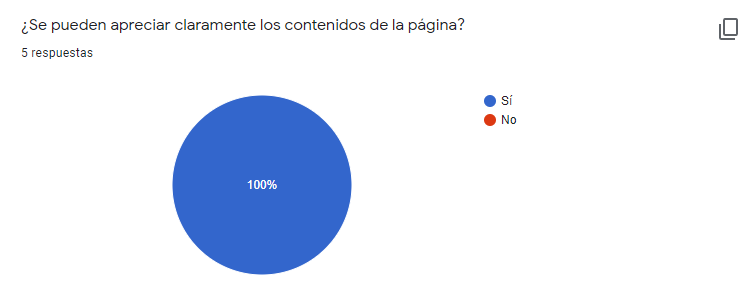 ¿Se pueden apreciar claramente los contenidos de la página?
5 respuestas
Sí
No
100%